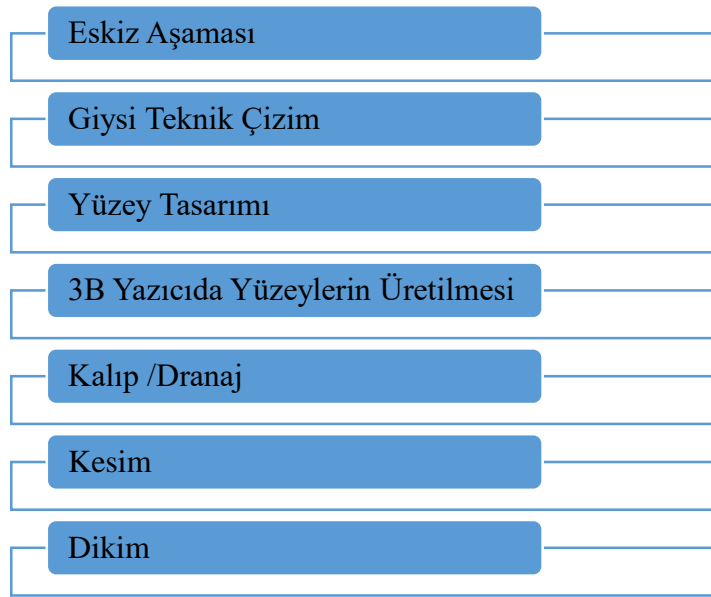 Eskiz Aşaması
Giysi Teknik Çizim
Yüzey Tasarımı
3B Yazıcıda Yüzeylerin Üretilmesi
Kalıp /Dranaj
Kesim
Dikim